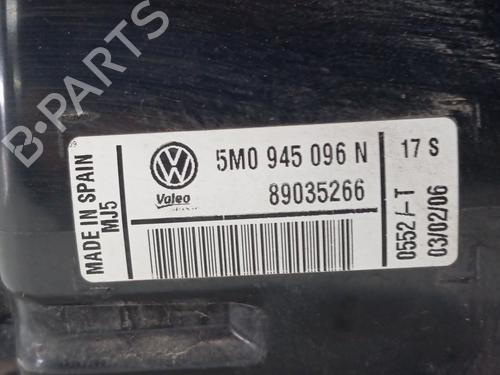 B-PARTS
MADE IN SPAIN
MJ5
5M0 945 096 N
Valeo
89035266
17 S
0552/-T
03/02/06